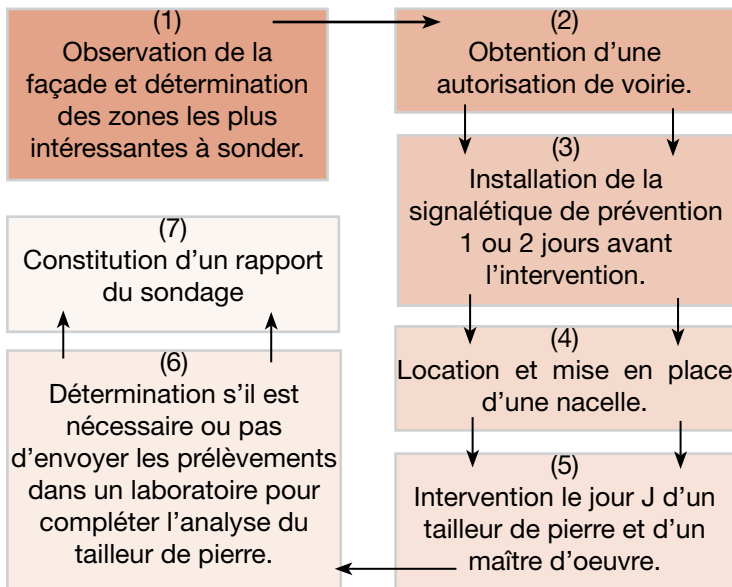 (1)
Observation de la
façade et détermination
des zones les plus
intéressantes à sonder.
(2)
Obtention d'une
autorisation de voirie.
(3)
Installation de la
signalétique de prévention
1 ou 2 jours avant
l'intervention.
(4)
Location et mise en place
d'une nacelle.
(5)
Intervention le jour J d'un
tailleur de pierre et d'un
maître d'oeuvre.
(6)
Détermination s'il est
nécessaire ou pas
d'envoyer les prélèvements
dans un laboratoire pour
compléter l'analyse du
tailleur de pierre.
(7)
Constitution d'un rapport
du sondage